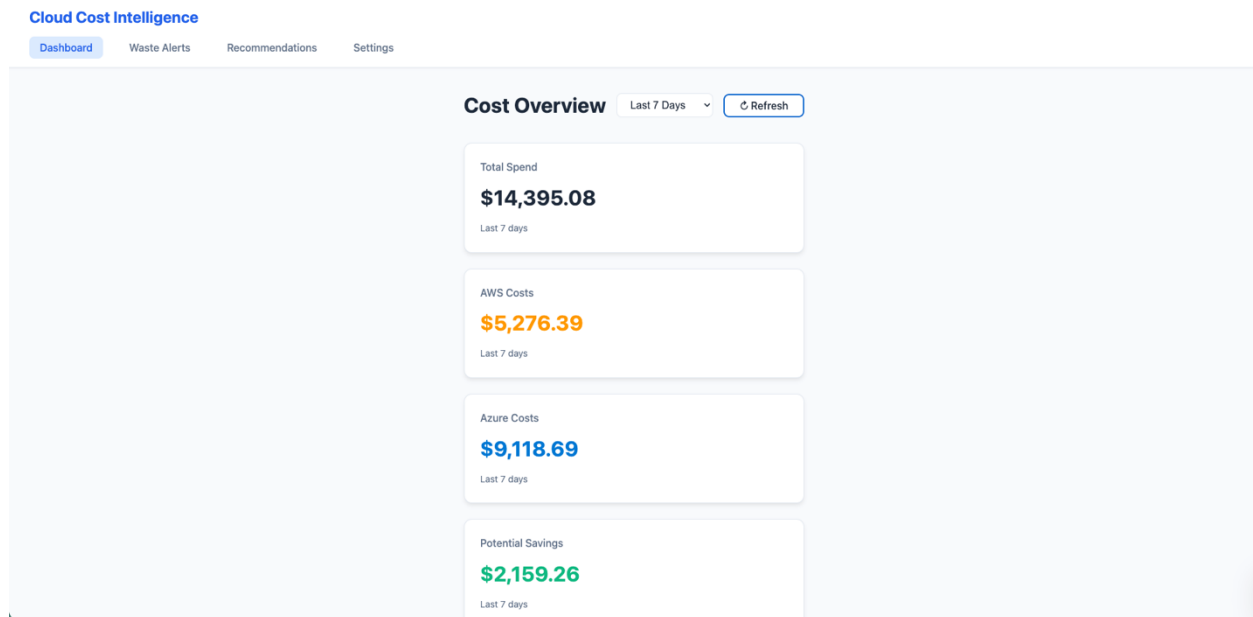 Cloud Cost Intelligence
Dashboard Waste Alerts Recommendations Settings
Cost Overview Last 7 Days ↻ Refresh
Total Spend
$14,395.08
Last 7 days
AWS Costs
$5,276.39
Last 7 days
Azure Costs
$9,118.69
Last 7 days
Potential Savings
$2,159.26
Last 7 days